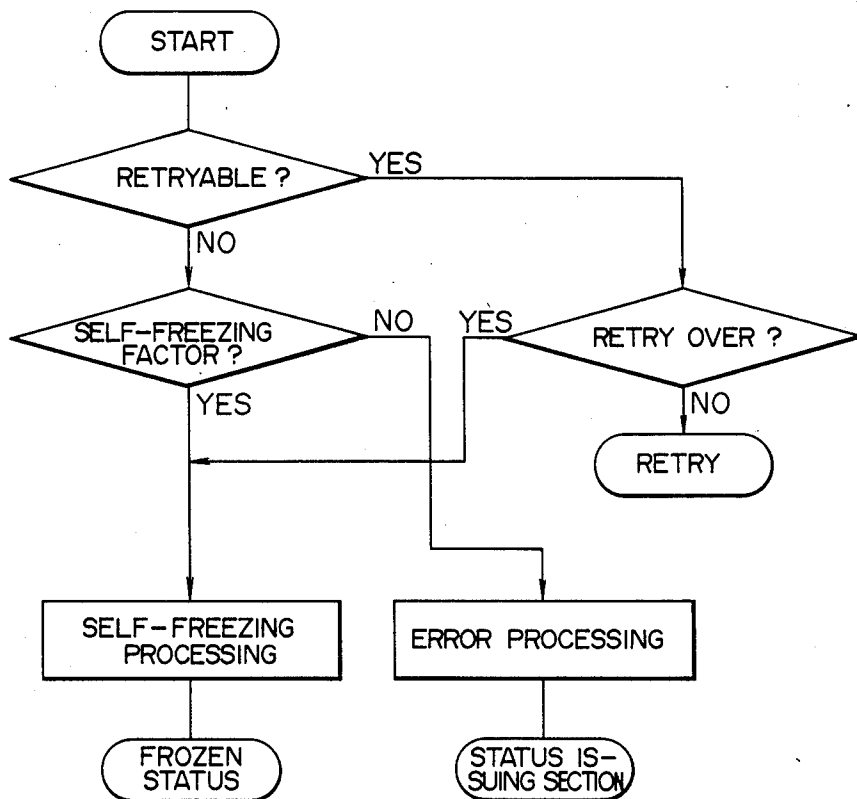 START
RETRYABLE ?
YES
NO
SELF-FREEZING
FACTOR ?
NO
YES
RETRY OVER ?
YES
NO
RETRY
SELF-FREEZING
PROCESSING
ERROR PROCESSING
FROZEN
STATUS
STATUS IS-
SUING SECTION